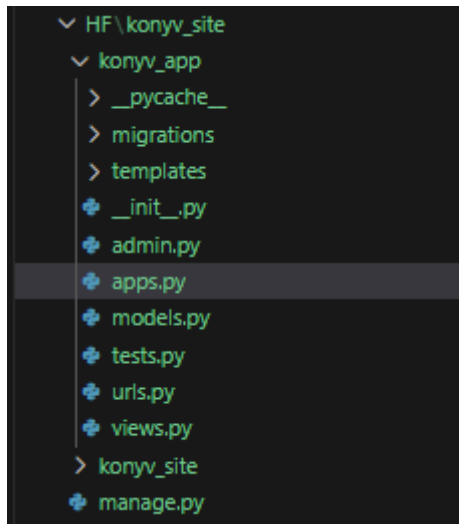 HF\konyv_site
konyv_app
__pycache__
migrations
templates
__init__.py
admin.py
apps.py
models.py
tests.py
urls.py
views.py
konyv_site
manage.py